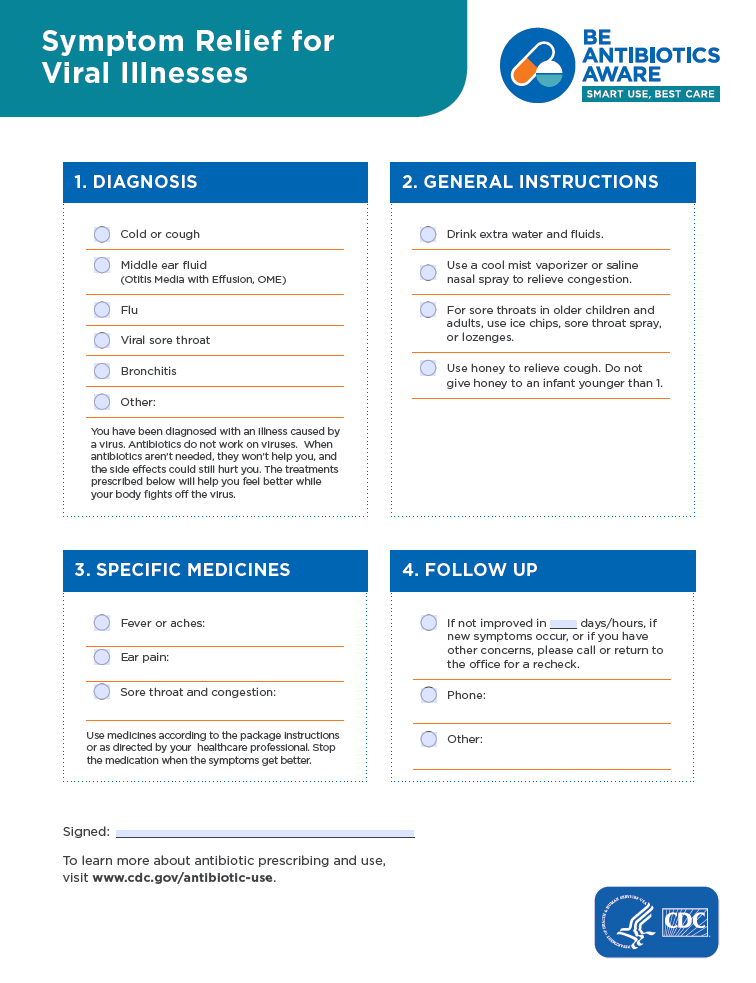 Symptom Relief for
Viral Illnesses
BE
ANTIBIOTICS
AWARE
SMART USE, BEST CARE
1. DIAGNOSIS
Cold or cough
Middle ear fluid
(Otitis Media with Effusion, OME)
Flu
Viral sore throat
Bronchitis
Other:
You have been diagnosed with an illness caused by
a virus. Antibiotics do not work on viruses.  When
antibiotics aren't needed, they won't help you, and
the side effects could still hurt you. The treatments
prescribed below will help you feel better while
your body fights off the virus.
2. GENERAL INSTRUCTIONS
Drink extra water and fluids.
Use a cool mist vaporizer or saline
nasal spray to relieve congestion.
For sore throats in older children and
adults, use ice chips, sore throat spray,
or lozenges.
Use honey to relieve cough. Do not
give honey to an infant younger than 1.
3. SPECIFIC MEDICINES
Fever or aches:
Ear pain:
Sore throat and congestion:
Use medicines according to the package instructions
or as directed by your  healthcare professional. Stop
the medication when the symptoms get better.
4. FOLLOW UP
If not improved in ____ days/hours, if
new symptoms occur, or if you have
other concerns, please call or return to
the office for a recheck.
Phone:
Other:
Signed:
To learn more about antibiotic prescribing and use,
visit www.cdc.gov/antibiotic-use.
DEPARTMENT OF HEALTH & HUMAN SERVICES USA
CDC